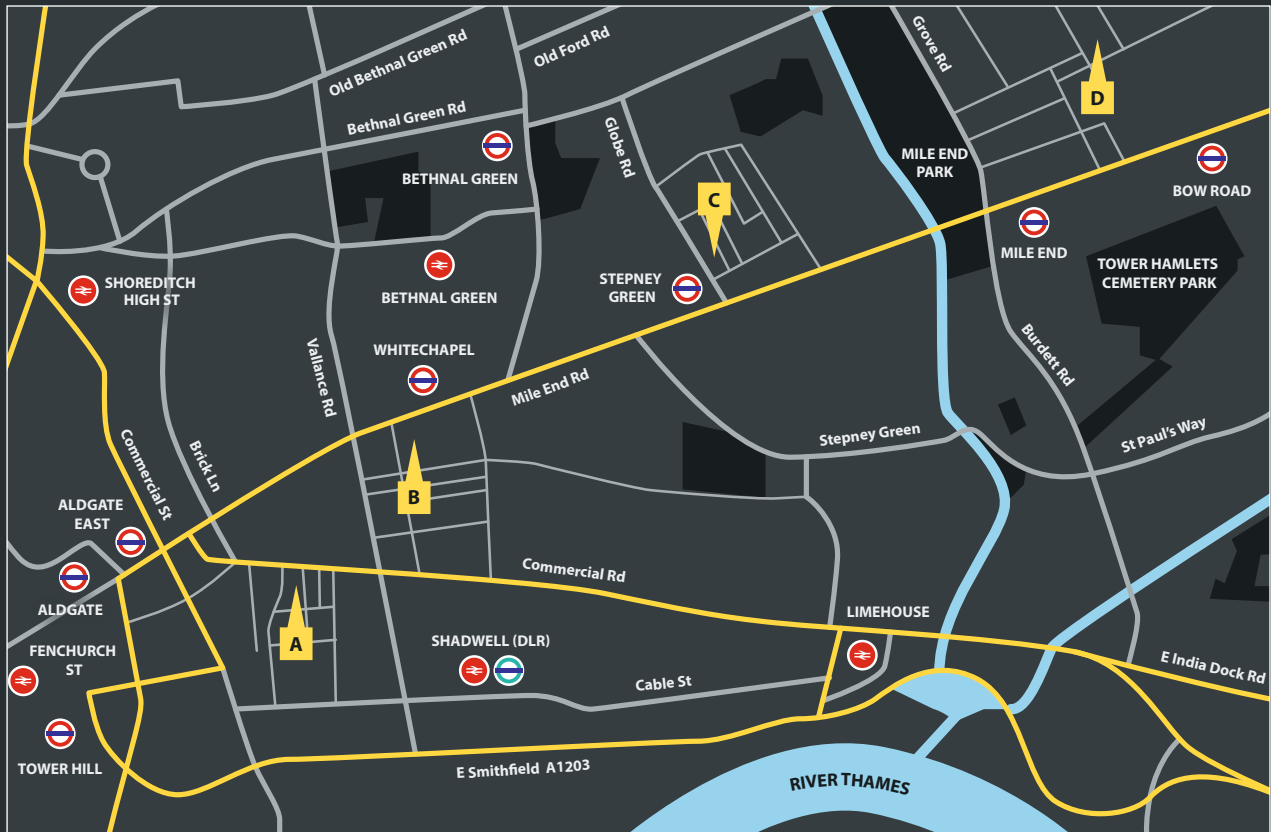 Old Bethnal Green Rd
Old Ford Rd
Grove Rd
D
Bethnal Green Rd
Globe Rd
BETHNAL GREEN
MILE END
PARK
BOW ROAD
C
MILE END
SHOREDITCH
HIGH ST
BETHNAL GREEN
STEPNEY
GREEN
TOWER HAMLETS
CEMETERY PARK
WHITECHAPEL
Vallance Rd
Mile End Rd
Burdett Rd
Commercial St
Brick Ln
Stepney Green
St Paul's Way
B
ALDGATE
EAST
ALDGATE
Commercial Rd
LIMEHOUSE
A
FENCHURCH
ST
SHADWELL (DLR)
Cable St
E India Dock Rd
TOWER HILL
E Smithfield A1203
RIVER THAMES